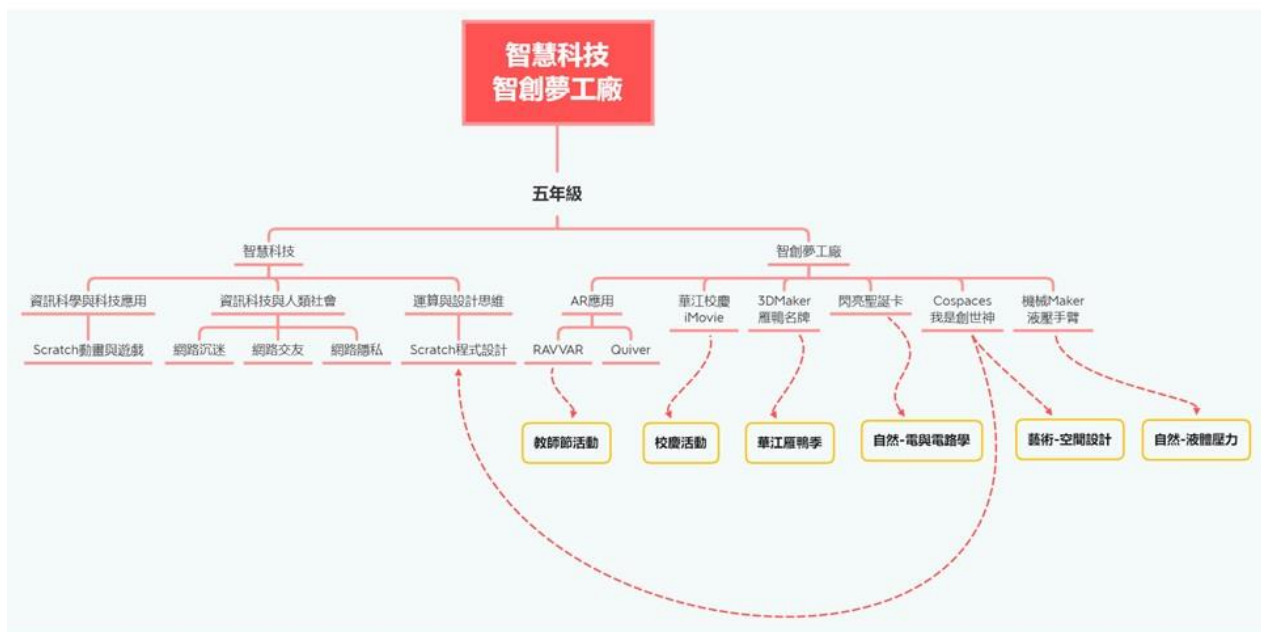 智慧科技
智創夢工廠
五年級
智慧科技
智創夢工廠
資訊科學與科技應用
資訊科技與人類社會
運算與設計思維
AR應用
華江校慶
iMovie
3DMaker
雁鴨名牌
閃亮聖誕卡
Cospaces
我是創世神
機械Maker
液壓手臂
Scratch動畫與遊戲
網路沉迷
網路交友
網路隱私
Scratch程式設計
RAVVAR
Quiver
教師節活動
校慶活動
華江雁鴨季
自然-電與電路學
藝術-空間設計
自然-液體壓力